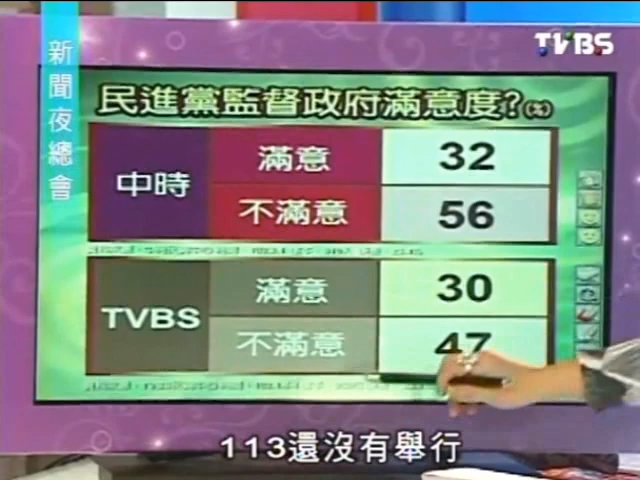 TVBS
新聞夜總會
民進黨監督政府滿意度?(%)
中時
滿意 32
不滿意 56
TVBS
滿意 30
不滿意 47
113還沒有舉行